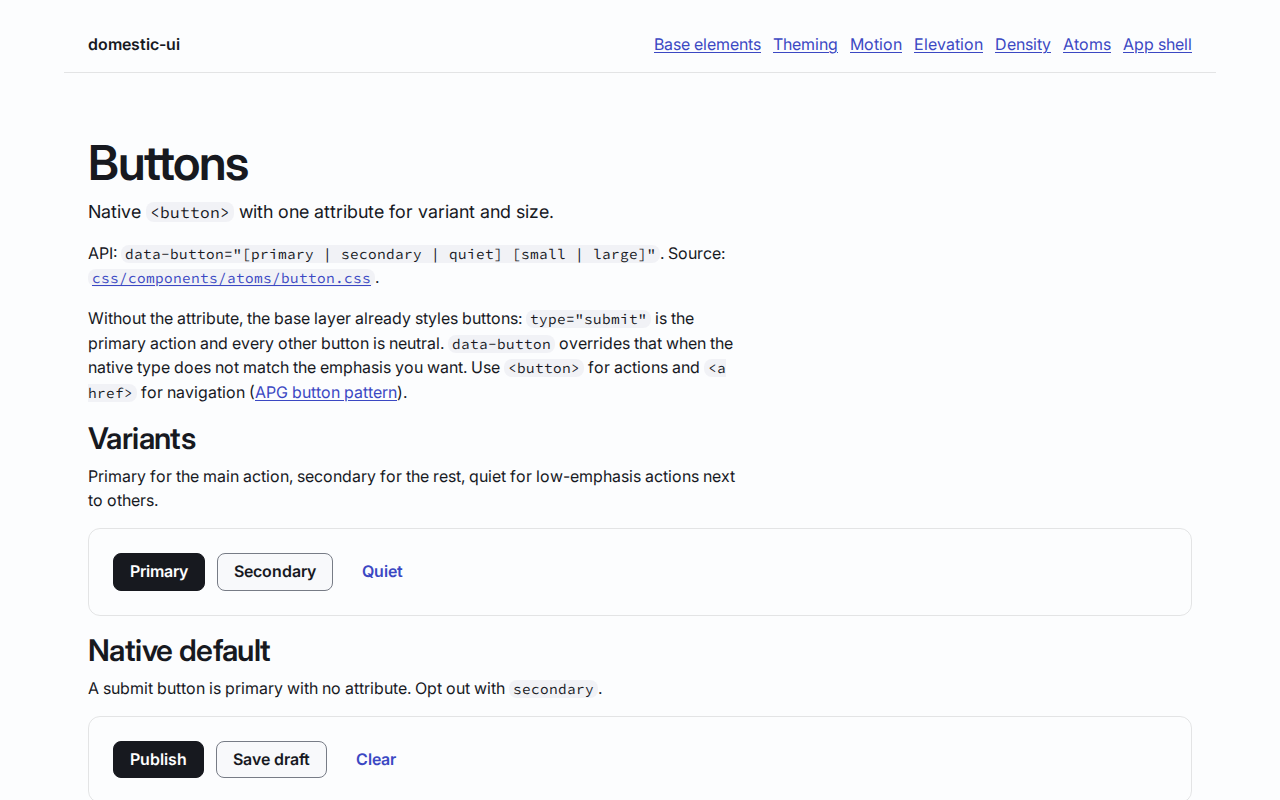 domestic-ui Base elements Theming Motion Elevation Density Atoms App shell
Buttons
Native <button> with one attribute for variant and size.
API: data-button="[primary | secondary | quiet] [small | large]". Source:
css/components/atoms/button.css.
Without the attribute, the base layer already styles buttons: type="submit" is the
primary action and every other button is neutral. data-button overrides that when the
native type does not match the emphasis you want. Use <button> for actions and <a
href> for navigation (APG button pattern).
Variants
Primary for the main action, secondary for the rest, quiet for low-emphasis actions next
to others.
Primary Secondary Quiet
Native default
A submit button is primary with no attribute. Opt out with secondary.
Publish Save draft Clear